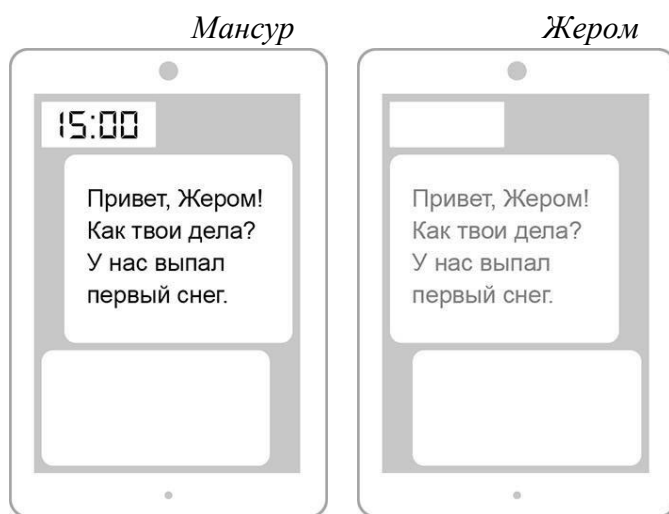 Мансур
Жером
15:00
Привет, Жером!
Как твои дела?
У нас выпал
первый снег.
Привет, Жером!
Как твои дела?
У нас выпал
первый снег.